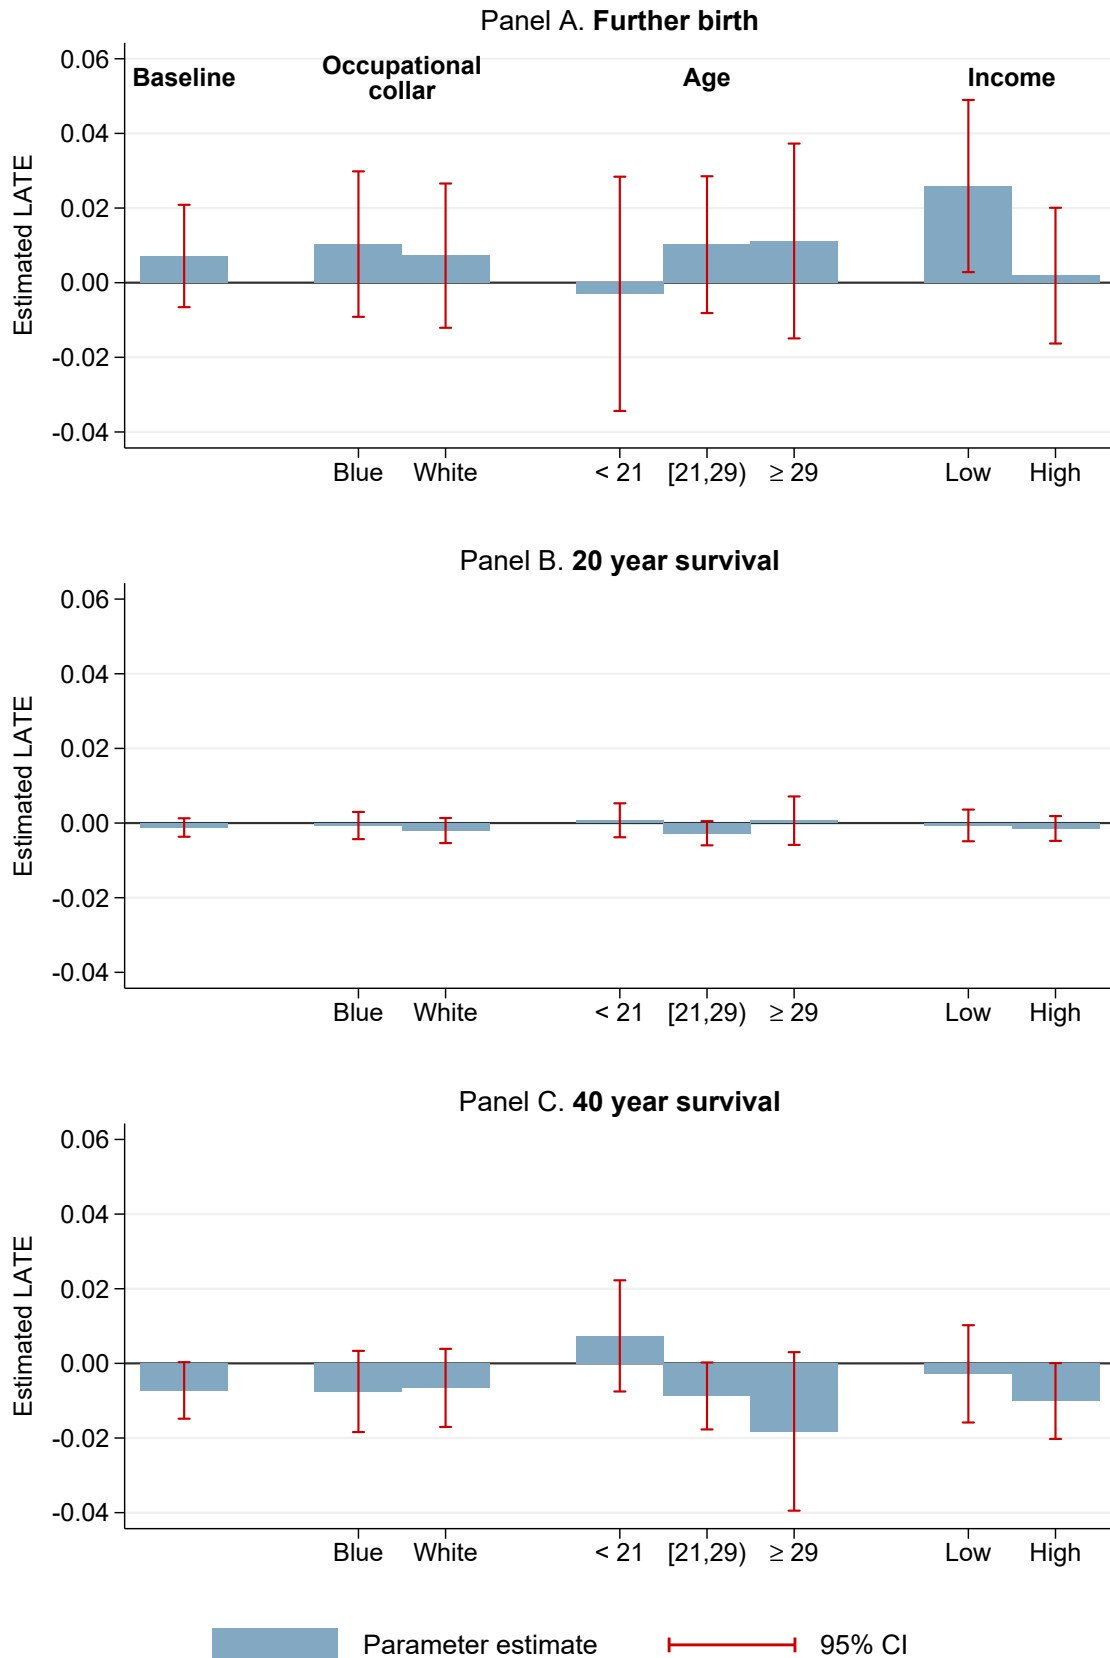 Panel A. Further birth
0.06
0.04
0.02
0.00
-0.02
-0.04
Estimated LATE
Baseline
Occupational
collar
Age
Income
Blue White < 21 [21,29) ≥ 29 Low High
Panel B. 20 year survival
0.06
0.04
0.02
0.00
-0.02
-0.04
Estimated LATE
Blue White < 21 [21,29) ≥ 29 Low High
Panel C. 40 year survival
0.06
0.04
0.02
0.00
-0.02
-0.04
Estimated LATE
Blue White < 21 [21,29) ≥ 29 Low High
Parameter estimate 95% CI